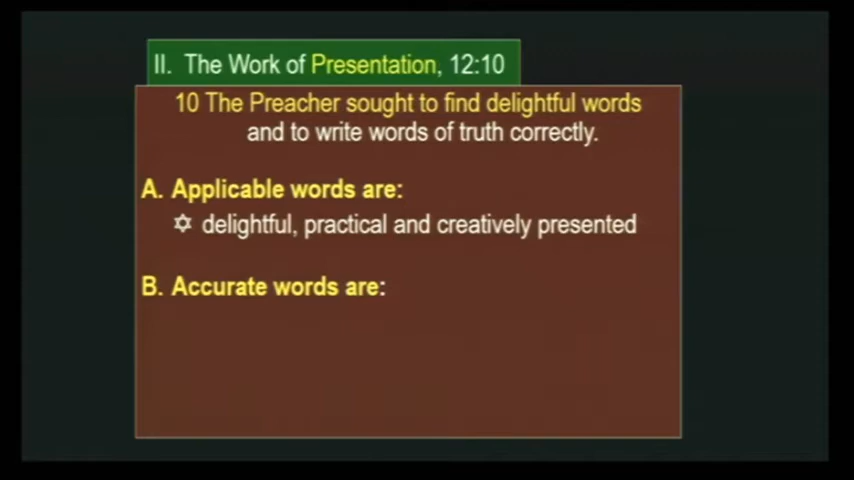 II. The Work of Presentation, 12:10
10 The Preacher sought to find delightful words
and to write words of truth correctly.
A. Applicable words are:
✡ delightful, practical and creatively presented
B. Accurate words are: